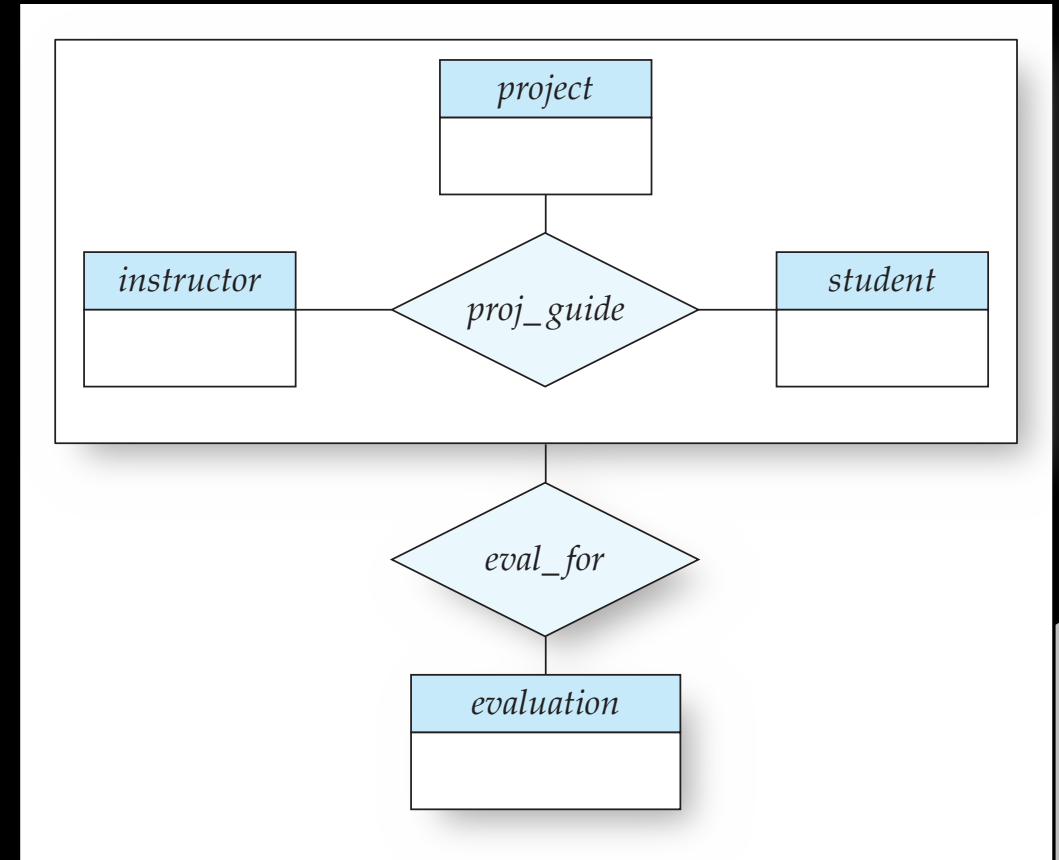 project
instructor
proj_guide
student
eval_for
evaluation